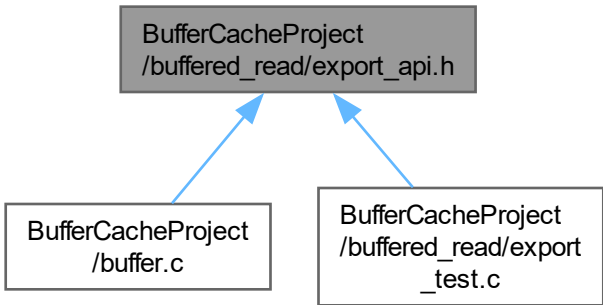 BufferCacheProject
/buffered_read/export_api.h
BufferCacheProject
/buffer.c
BufferCacheProject
/buffered_read/export
_test.c